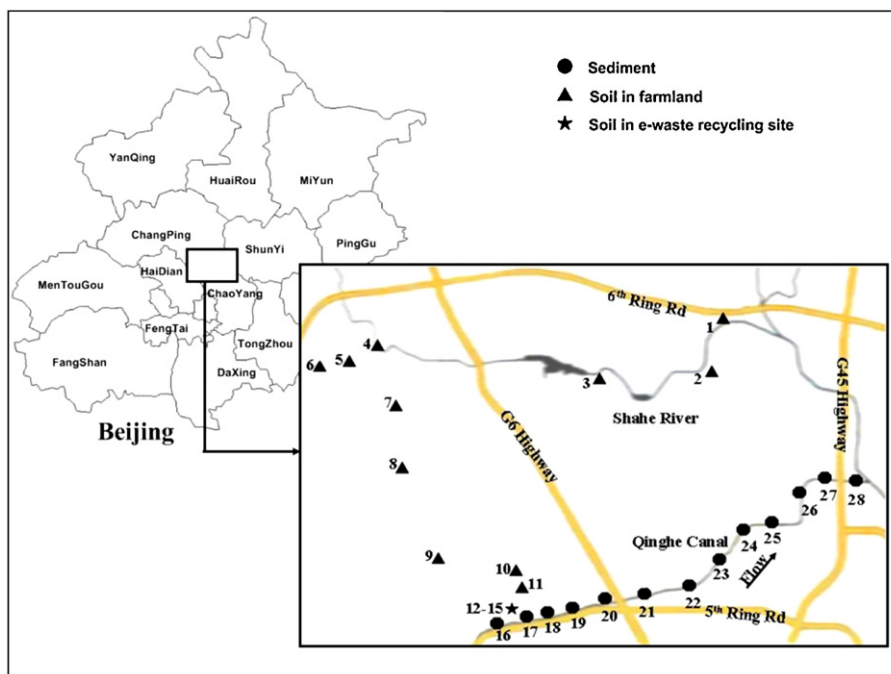 Sediment
Soil in farmland
Soil in e-waste recycling site
YanQing
HuaiRou
MiYun
ChangPing
ShunYi
PingGu
HaiDian
MenTouGou
ChaoYang
FengTai
TongZhou
FangShan
DaXing
Beijing
6th Ring Rd
1
4
5
6
3
2
7
Shahe River
G45 Highway
G6 Highway
8
27
28
26
25
Qinghe Canal
24
9
10
23
Flow
11
12-15
22
21
20
5th Ring Rd
19
18
17
16